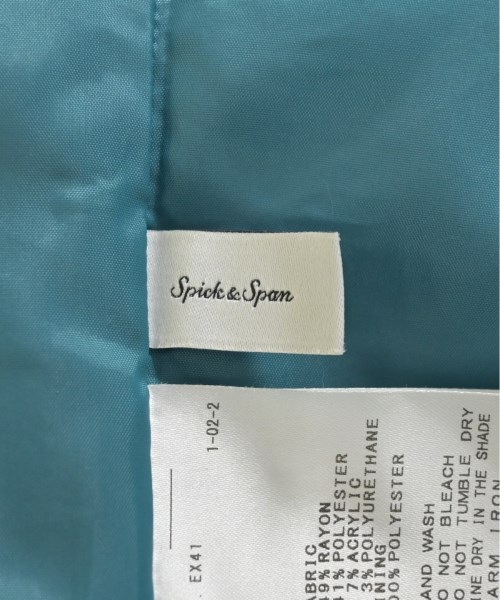 Spick & Span
1-02-2
EX41
ABRIC
49% RAYON
41% POLYESTER
7% ACRYLIC
3% POLYURETHANE
NING
00% POLYESTER
AND WASH
O NOT BLEACH
O NOT TUMBLE DRY
INE DRY IN THE SHADE
ARM IRON